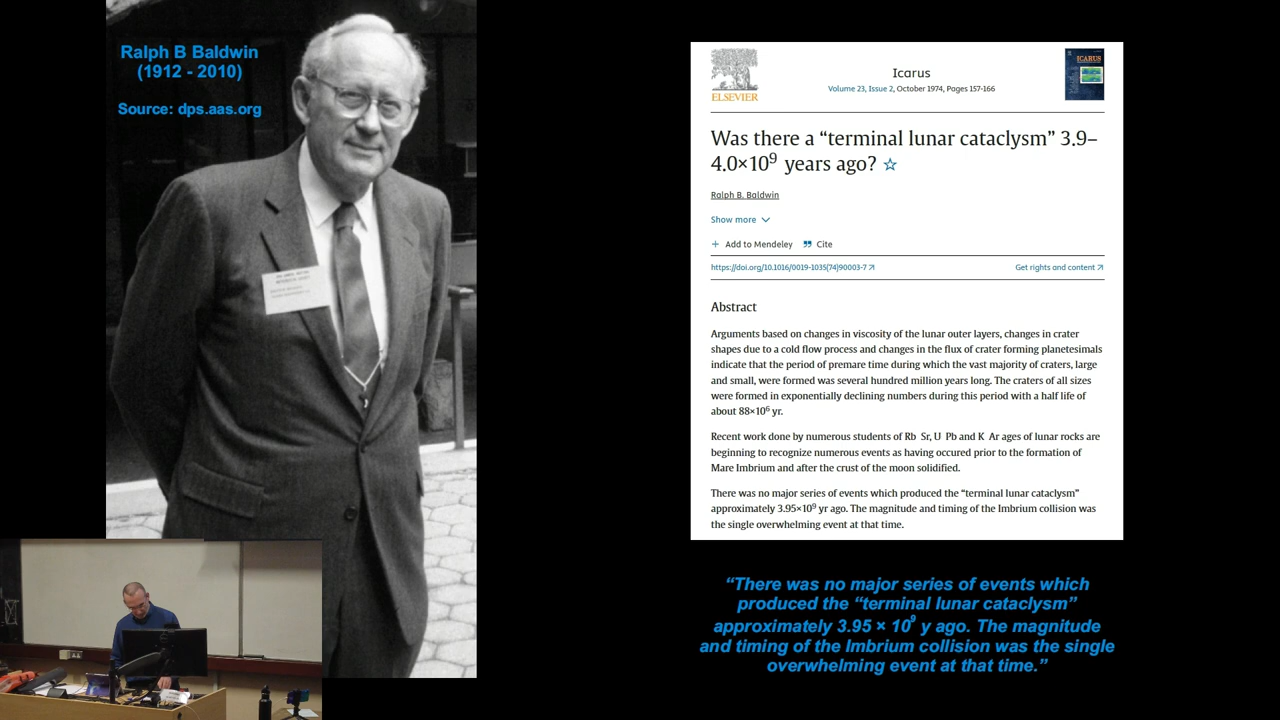 Ralph B Baldwin
(1912 - 2010)
Source: dps.aas.org
ELSEVIER
Icarus
Volume 23, Issue 2, October 1974, Pages 157-166
ICARUS
Was there a “terminal lunar cataclysm” 3.9–
4.0×10⁹ years ago? ☆
Ralph B. Baldwin
Show more
+ Add to Mendeley
Cite
https://doi.org/10.1016/0019-1035(74)90003-7
Get rights and content
Abstract
Arguments based on changes in viscosity of the lunar outer layers, changes in crater
shapes due to a cold flow process and changes in the flux of crater forming planetesimals
indicate that the period of premare time during which the vast majority of craters, large
and small, were formed was several hundred million years long. The craters of all sizes
were formed in exponentially declining numbers during this period with a half life of
about 88×10⁶ yr.
Recent work done by numerous students of Rb Sr, U Pb and K Ar ages of lunar rocks are
beginning to recognize numerous events as having occured prior to the formation of
Mare Imbrium and after the crust of the moon solidified.
There was no major series of events which produced the “terminal lunar cataclysm”
approximately 3.95×10⁹ yr ago. The magnitude and timing of the Imbrium collision was
the single overwhelming event at that time.
“There was no major series of events which
produced the “terminal lunar cataclysm”
approximately 3.95 × 10⁹ y ago. The magnitude
and timing of the Imbrium collision was the single
overwhelming event at that time.”